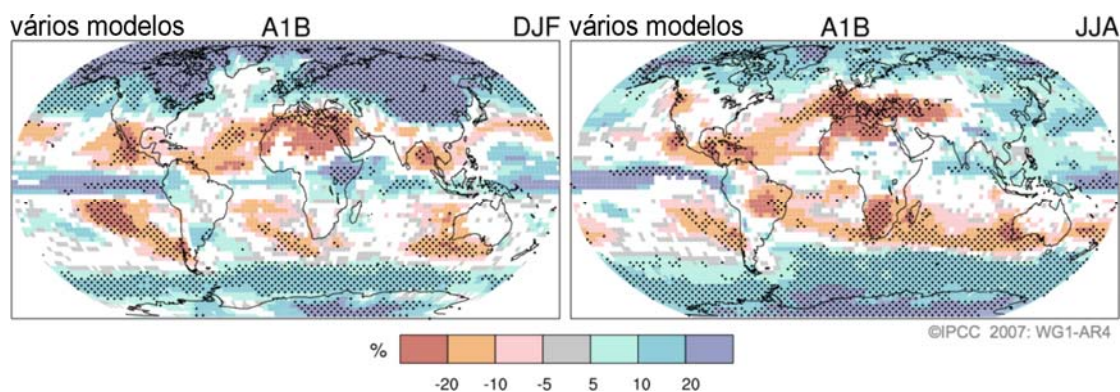 vários modelos A1B DJF
vários modelos A1B JJA
©IPCC 2007: WG1-AR4
%
-20 -10 -5 5 10 20